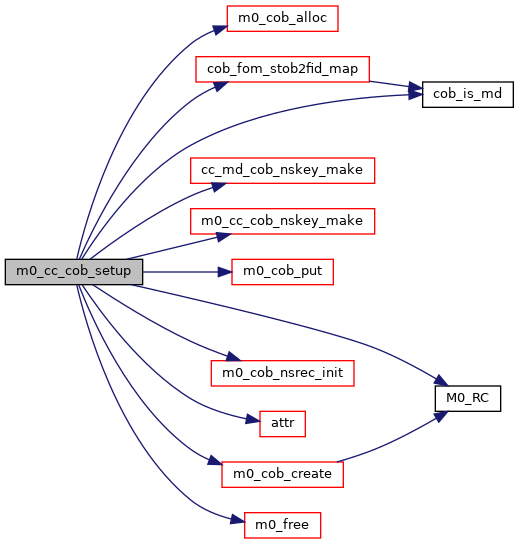 m0_cob_alloc
cob_fom_stob2fid_map
cob_is_md
cc_md_cob_nskey_make
m0_cc_cob_nskey_make
m0_cc_cob_setup
m0_cob_put
m0_cob_nsrec_init
M0_RC
attr
m0_cob_create
m0_free